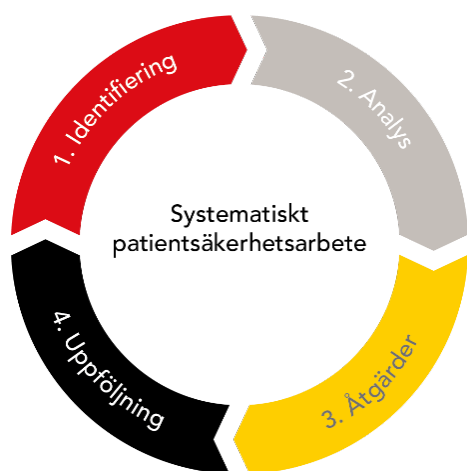 1. Identifiering
2. Analys
Systematiskt
patientsäkerhetsarbete
3. Åtgärder
4. Uppföljning